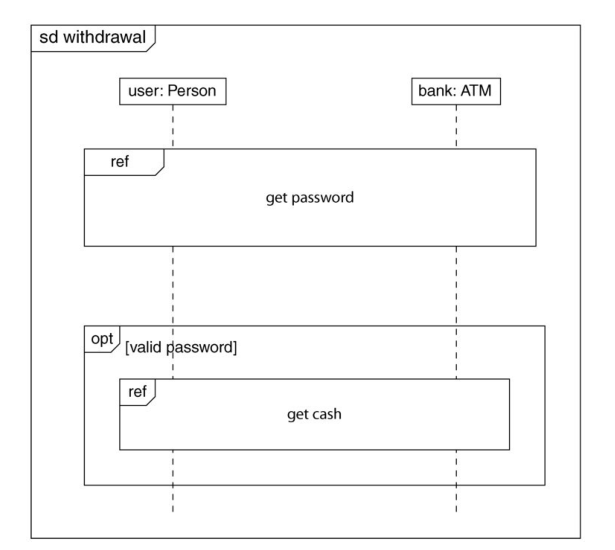 sd withdrawal
user: Person
bank: ATM
ref
get password
opt
[valid password]
ref
get cash